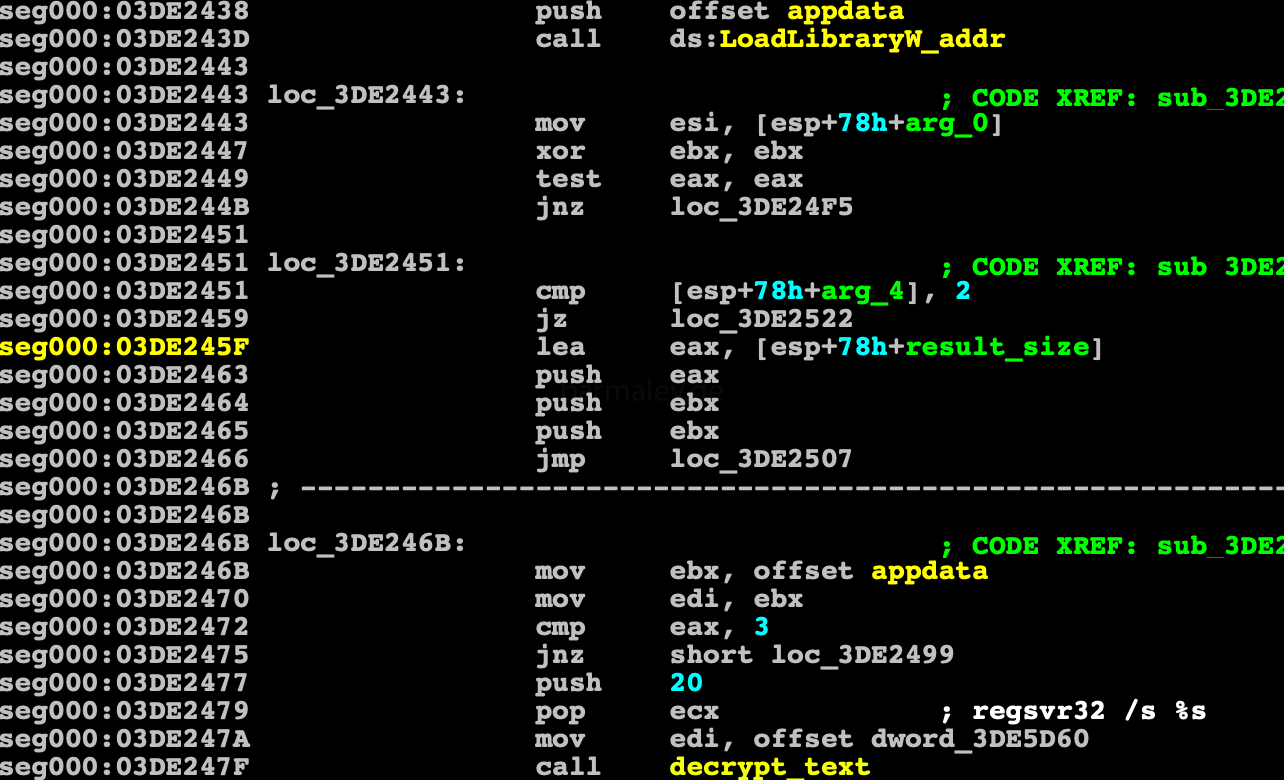 seg000:03DE2438 push offset appdata
seg000:03DE243D call ds:LoadLibraryW_addr
seg000:03DE2443
seg000:03DE2443 loc_3DE2443: ; CODE XREF: sub_3DE2
seg000:03DE2443 mov esi, [esp+78h+arg_0]
seg000:03DE2447 xor ebx, ebx
seg000:03DE2449 test eax, eax
seg000:03DE244B jnz loc_3DE24F5
seg000:03DE2451
seg000:03DE2451 loc_3DE2451: ; CODE XREF: sub 3DE2
seg000:03DE2451 cmp [esp+78h+arg_4], 2
seg000:03DE2459 jz loc_3DE2522
seg000:03DE245F lea eax, [esp+78h+result_size]
seg000:03DE2463 push eax
seg000:03DE2464 push ebx
seg000:03DE2465 push ebx
seg000:03DE2466 jmp loc_3DE2507
seg000:03DE246B ; ----------------------------------------------------------
seg000:03DE246B
seg000:03DE246B loc_3DE246B: ; CODE XREF: sub_3DE2
seg000:03DE246B mov ebx, offset appdata
seg000:03DE2470 mov edi, ebx
seg000:03DE2472 cmp eax, 3
seg000:03DE2475 jnz short loc_3DE2499
seg000:03DE2477 push 20
seg000:03DE2479 pop ecx ; regsvr32 /s %s
seg000:03DE247A mov edi, offset dword_3DE5D60
seg000:03DE247F call decrypt_text